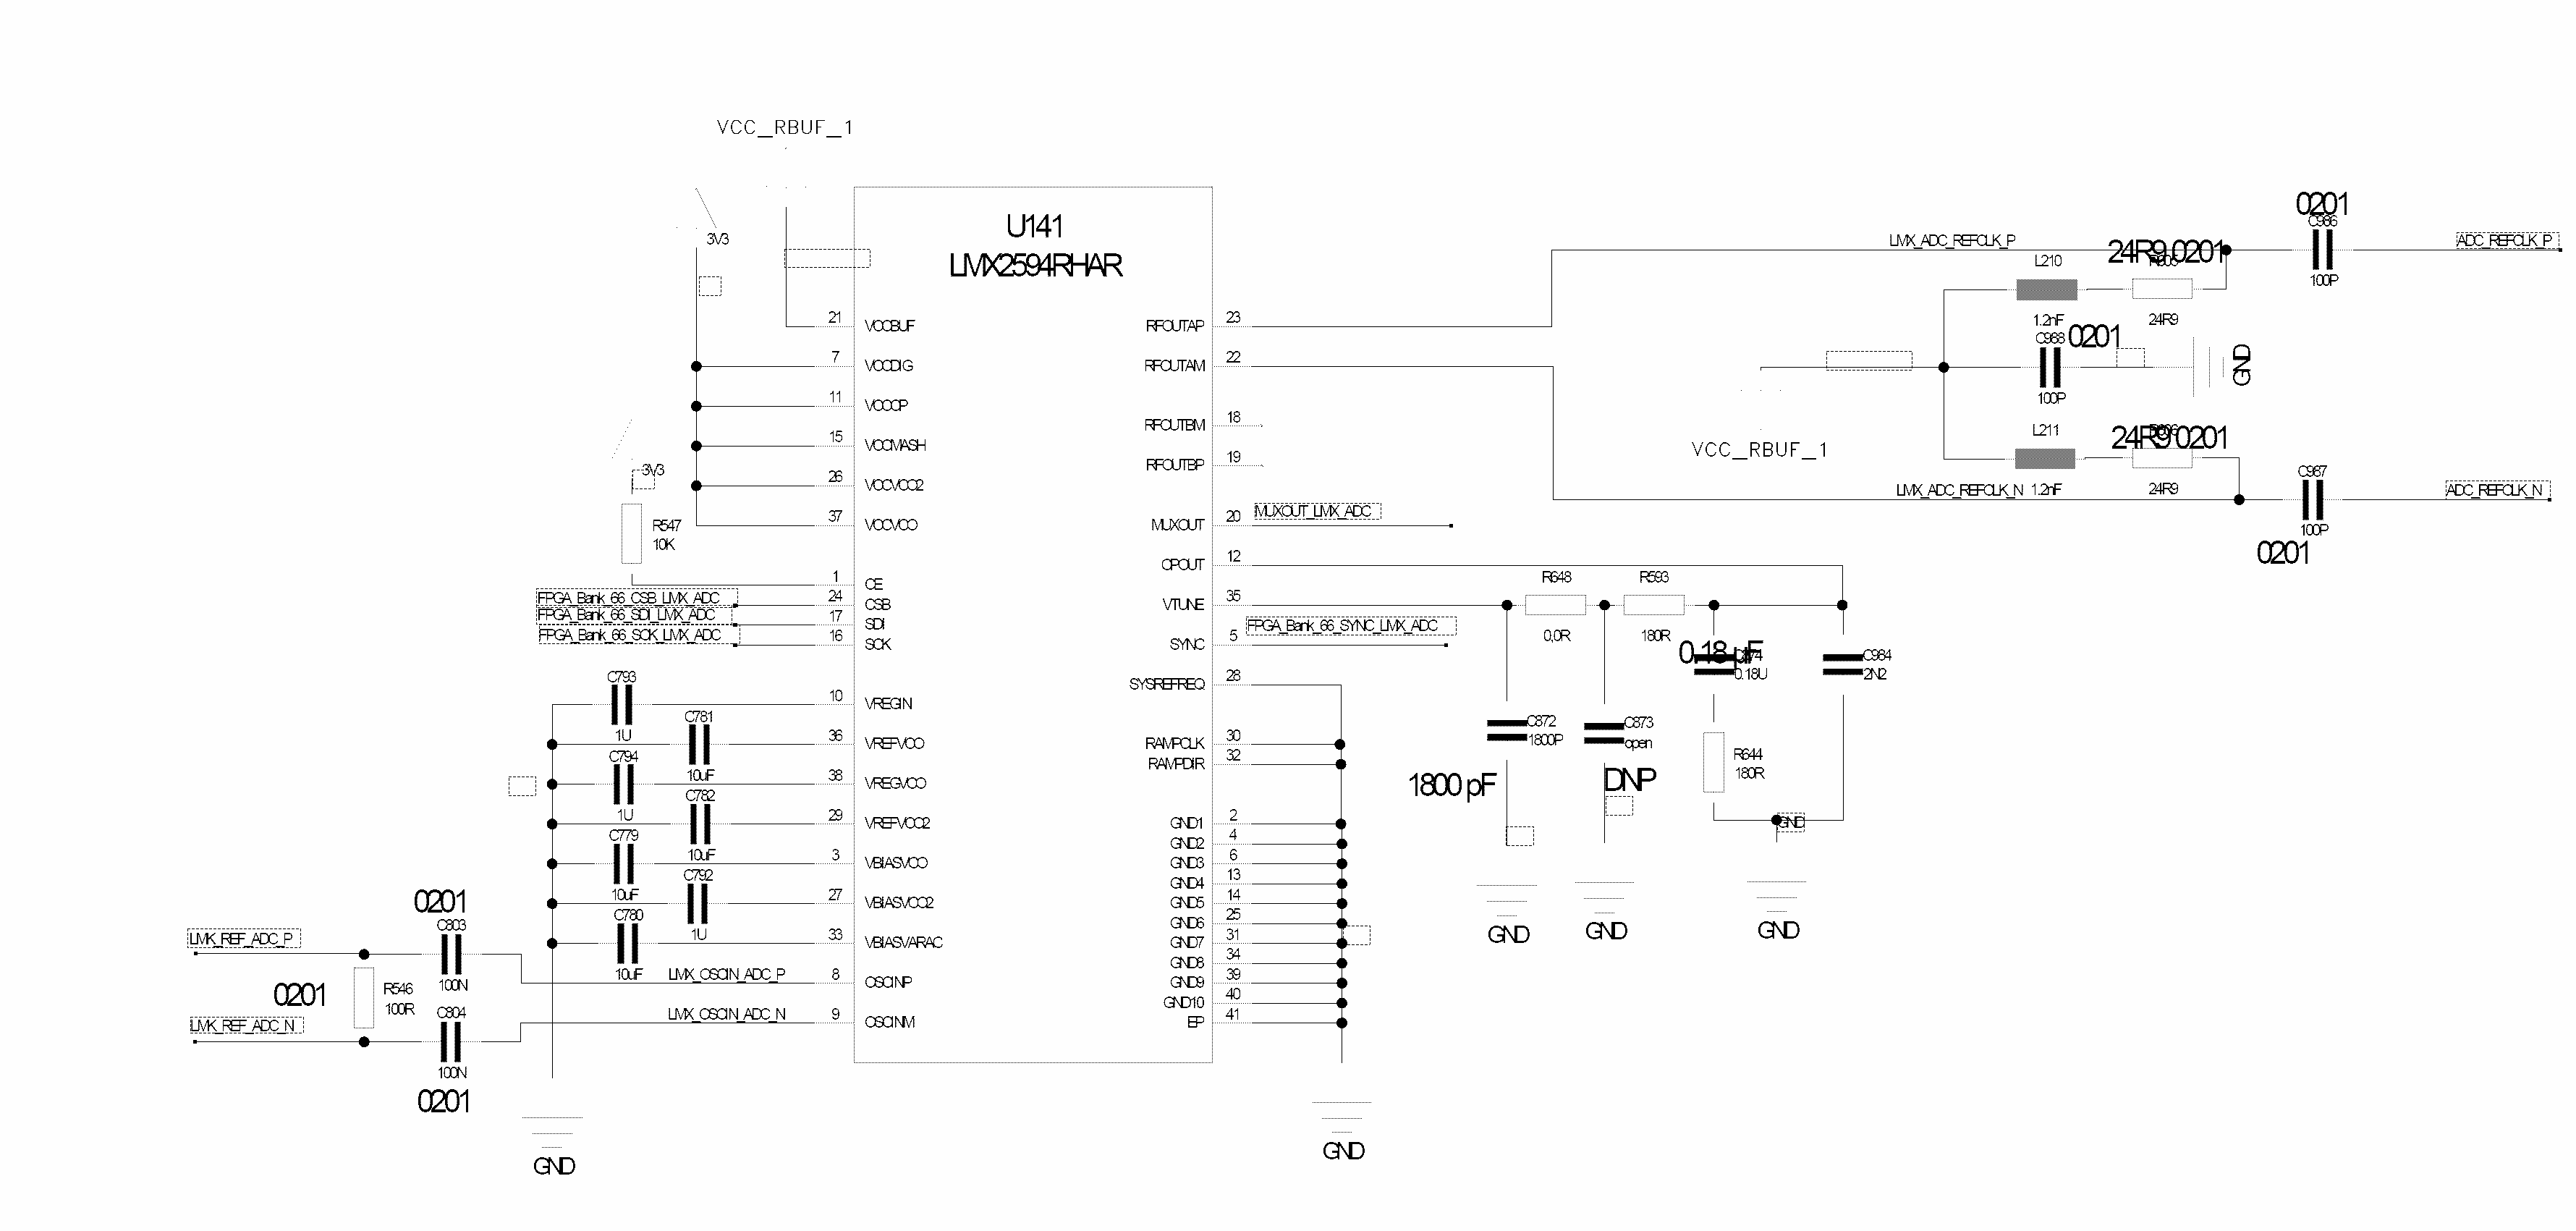 VCC_RBUF_1
3V3
U141
LMX2594RHAR
21 VCCBUF
7 VCCDIG
11 VCCCP
15 VCCMASH
26 VCCVCO2
37 VCCVCO
3V3
R547
10K
1 CE
FPGA_Bank_66_CSB_LMX_ADC 24 CSB
FPGA_Bank_66_SDI_LMX_ADC 17 SDI
FPGA_Bank_66_SCK_LMX_ADC 16 SCK
C793
1U
10 VREGIN
C781
10uF
36 VREFVCO
C794
1U
38 VREGVCO
C782
10uF
29 VREFVCO2
C779
10uF
3 VBIASVCO
C792
1U
27 VBIASVCO2
C780
10uF
33 VBIASVARAC
LMX_OSCIN_ADC_P 8 OSCINP
LMX_OSCIN_ADC_N 9 OSCINM
0201
C803
100N
LMK_REF_ADC_P
0201
R546
100R
LMK_REF_ADC_N
C804
100N
0201
GND
RFOUTAP 23
RFOUTAM 22
RFOUTBM 18
RFOUTBP 19
MUXOUT 20 MUXOUT_LMX_ADC
CPOUT 12
VTUNE 35
SYNC 5 FPGA_Bank_66_SYNC_LMX_ADC
SYSREFREQ 28
RAMPCLK 30
RAMPDIR 32
GND1 2
GND2 4
GND3 6
GND4 13
GND5 14
GND6 25
GND7 31
GND8 34
GND9 39
GND10 40
EP 41
GND
R648
0,0R
R593
180R
0.18 µF
0.18U
C984
2N2
C872
1800P
1800 pF
C873
open
DNP
R644
180R
GND
GND
GND
GND
LMX_ADC_REFCLK_P
24R9 0201
L210
1.2nF
24R9
0201
C986
100P
ADC_REFCLK_P
C988
0201
100P
GND
VCC_RBUF_1
L211
24R9 0201
LMX_ADC_REFCLK_N
1.2nF
24R9
C987
100P
0201
ADC_REFCLK_N